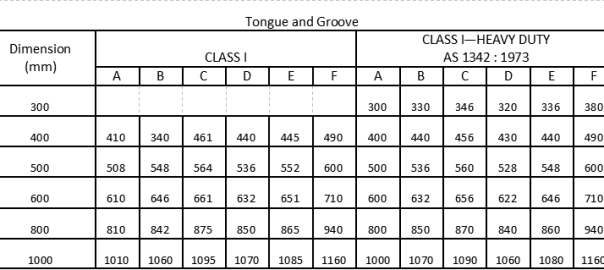 Tongue and Groove
Dimension (mm) CLASS I CLASS I—HEAVY DUTY AS 1342 : 1973
A B C D E F A B C D E F
300 300 330 346 320 336 380
400 410 340 461 440 445 490 400 440 456 430 440 490
500 508 548 564 536 552 600 500 536 560 528 548 600
600 610 646 661 632 651 710 600 632 656 622 646 710
800 810 842 875 850 865 940 800 850 870 840 860 940
1000 1010 1060 1095 1070 1085 1160 1000 1070 1090 1060 1080 1160